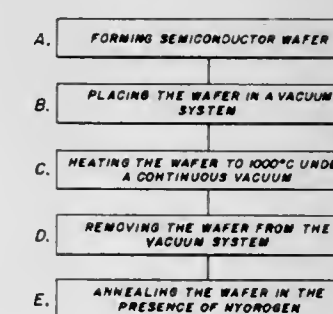 A. FORMING SEMICONDUCTOR WAFER
B. PLACING THE WAFER IN A VACUUM
SYSTEM
C. HEATING THE WAFER TO 1000°C UNDE
A CONTINUOUS VACUUM
D. REMOVING THE WAFER FROM THE
VACUUM SYSTEM
E. ANNEALING THE WAFER IN THE
PRESENCE OF HYDROGEN